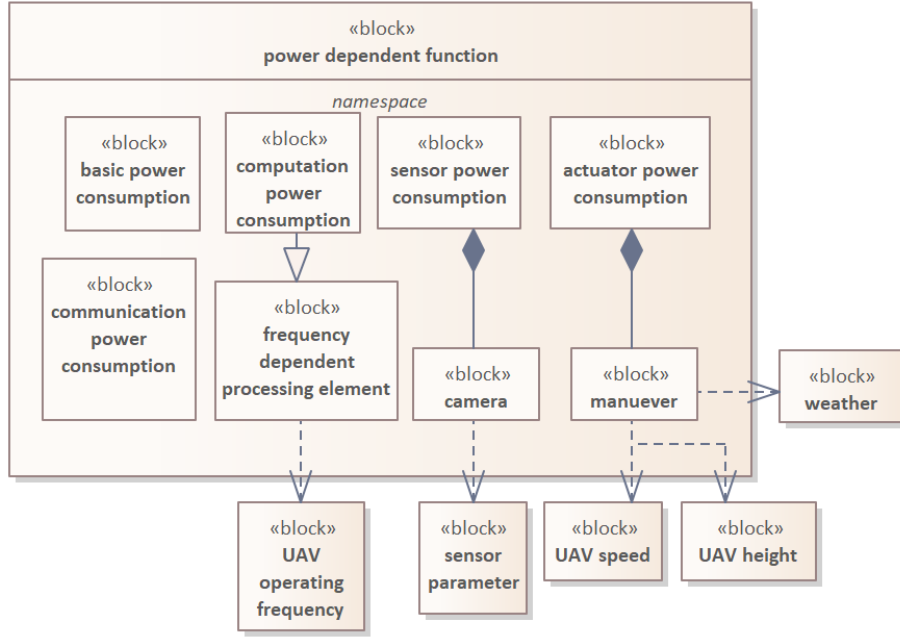 «block»
power dependent function
namespace
«block»
basic power
consumption
«block»
computation
power
consumption
«block»
sensor power
consumption
«block»
actuator power
consumption
«block»
communication
power
consumption
«block»
frequency
dependent
processing element
«block»
camera
«block»
manuever
«block»
weather
«block»
UAV
operating
frequency
«block»
sensor
parameter
«block»
UAV speed
«block»
UAV height